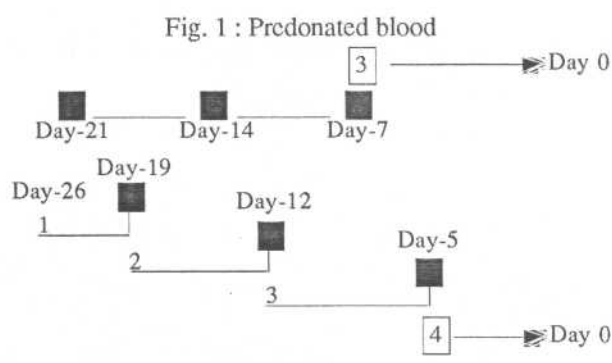 Fig. 1 : Predonated blood
3 Day 0
Day-21 Day-14 Day-7
Day-19
Day-26
Day-12
1
Day-5
2
3
4 Day 0